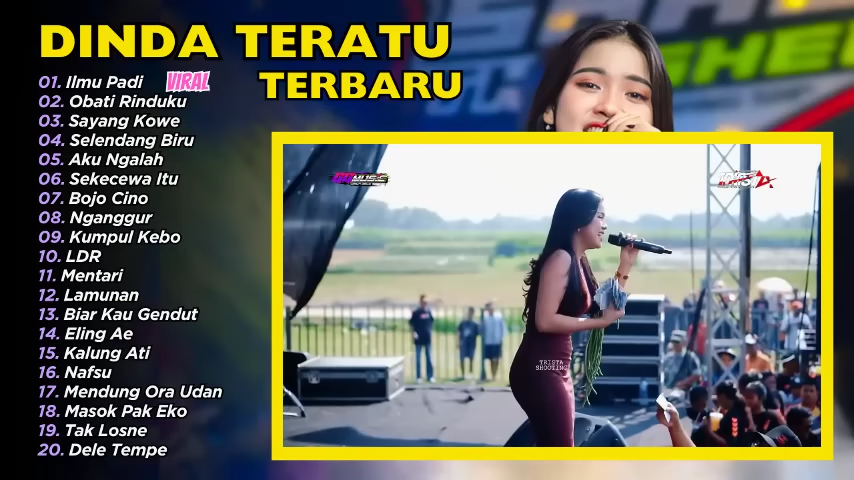 DINDA TERATU
TERBARU
01. Ilmu Padi VIRAL
02. Obati Rinduku
03. Sayang Kowe
04. Selendang Biru
05. Aku Ngalah
06. Sekecewa Itu
07. Bojo Cino
08. Nganggur
09. Kumpul Kebo
10. LDR
11. Mentari
12. Lamunan
13. Biar Kau Gendut
14. Eling Ae
15. Kalung Ati
16. Nafsu
17. Mendung Ora Udan
18. Masok Pak Eko
19. Tak Losne
20. Dele Tempe
MUSIC
TRISTA
SHOOTING